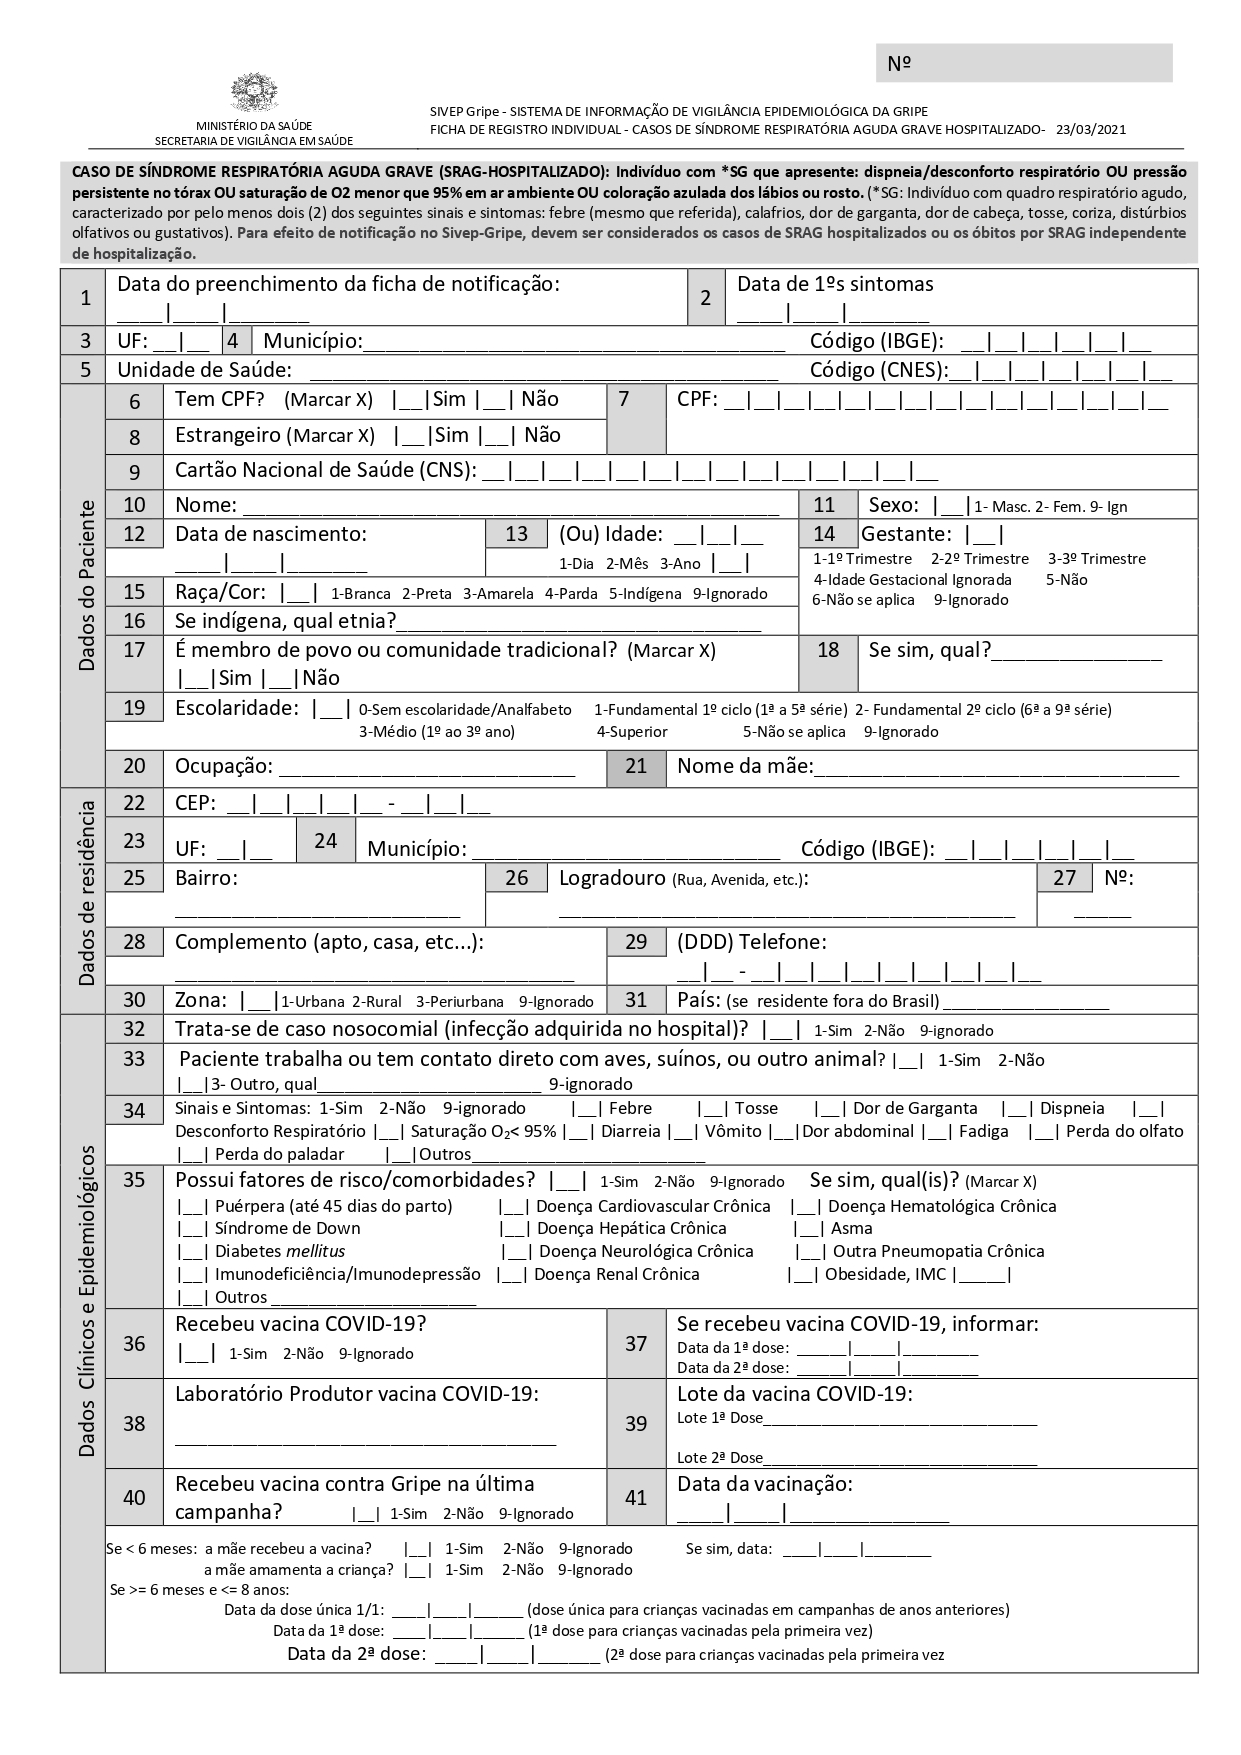 Nº
MINISTÉRIO DA SAÚDE
SECRETARIA DE VIGILÂNCIA EM SAÚDE
SIVEP Gripe - SISTEMA DE INFORMAÇÃO DE VIGILÂNCIA EPIDEMIOLÓGICA DA GRIPE
FICHA DE REGISTRO INDIVIDUAL - CASOS DE SÍNDROME RESPIRATÓRIA AGUDA GRAVE HOSPITALIZADO- 23/03/2021
CASO DE SÍNDROME RESPIRATÓRIA AGUDA GRAVE (SRAG-HOSPITALIZADO): Indivíduo com *SG que apresente: dispneia/desconforto respiratório OU pressão
persistente no tórax OU saturação de O2 menor que 95% em ar ambiente OU coloração azulada dos lábios ou rosto. (*SG: Indivíduo com quadro respiratório agudo,
caracterizado por pelo menos dois (2) dos seguintes sinais e sintomas: febre (mesmo que referida), calafrios, dor de garganta, dor de cabeça, tosse, coriza, distúrbios
olfativos ou gustativos). Para efeito de notificação no Sivep-Gripe, devem ser considerados os casos de SRAG hospitalizados ou os óbitos por SRAG independente
de hospitalização.
1 Data do preenchimento da ficha de notificação: 2 Data de 1ºs sintomas
____|____|_______ ____|____|_______
3 UF: __|__ 4 Município:_____________________ Código (IBGE): __|__|__|__|__|__
5 Unidade de Saúde: _____________________ Código (CNES):__|__|__|__|__|__|__
Dados do Paciente
6 Tem CPF? (Marcar X) |__|Sim |__| Não 7 CPF: __|__|__|__|__|__|__|__|__|__|__|__|__|__|__
8 Estrangeiro (Marcar X) |__|Sim |__| Não
9 Cartão Nacional de Saúde (CNS): __|__|__|__|__|__|__|__|__|__|__|__|__|__|__
10 Nome: _____________________ 11 Sexo: |__|1- Masc. 2- Fem. 9- Ign
12 Data de nascimento: 13 (Ou) Idade: __|__|__ 14 Gestante: |__|
____|____|_______ 1-Dia 2-Mês 3-Ano |__|
1-1º Trimestre 2-2º Trimestre 3-3º Trimestre
4-Idade Gestacional Ignorada 5-Não
6-Não se aplica 9-Ignorado
15 Raça/Cor: |__| 1-Branca 2-Preta 3-Amarela 4-Parda 5-Indígena 9-Ignorado
16 Se indígena, qual etnia?_____________________
17 É membro de povo ou comunidade tradicional? (Marcar X) 18 Se sim, qual?_______________
|__|Sim |__|Não
19 Escolaridade: |__| 0-Sem escolaridade/Analfabeto 1-Fundamental 1º ciclo (1ª a 5ª série) 2- Fundamental 2º ciclo (6ª a 9ª série)
3-Médio (1º ao 3º ano) 4-Superior 5-Não se aplica 9-Ignorado
20 Ocupação: _____________________ 21 Nome da mãe:_____________________
Dados de residência
22 CEP: __|__|__|__|__ - __|__|__
23 UF: __|__ 24 Município: _____________________ Código (IBGE): __|__|__|__|__|__
25 Bairro: 26 Logradouro (Rua, Avenida, etc.): 27 Nº:
_____________________ _____________________ _____
28 Complemento (apto, casa, etc...): 29 (DDD) Telefone:
_____________________ __|__ - __|__|__|__|__|__|__|__|__
30 Zona: |__|1-Urbana 2-Rural 3-Periurbana 9-Ignorado 31 País: (se residente fora do Brasil) _______________
Dados Clínicos e Epidemiológicos
32 Trata-se de caso nosocomial (infecção adquirida no hospital)? |__| 1-Sim 2-Não 9-ignorado
33 Paciente trabalha ou tem contato direto com aves, suínos, ou outro animal? |__| 1-Sim 2-Não
|__|3- Outro, qual_____________________ 9-ignorado
34 Sinais e Sintomas: 1-Sim 2-Não 9-ignorado |__| Febre |__| Tosse |__| Dor de Garganta |__| Dispneia |__|
Desconforto Respiratório |__| Saturação O₂< 95% |__| Diarreia |__| Vômito |__|Dor abdominal |__| Fadiga |__| Perda do olfato
|__| Perda do paladar |__|Outros_____________________
35 Possui fatores de risco/comorbidades? |__| 1-Sim 2-Não 9-Ignorado Se sim, qual(is)? (Marcar X)
|__| Puérpera (até 45 dias do parto) |__| Doença Cardiovascular Crônica |__| Doença Hematológica Crônica
|__| Síndrome de Down |__| Doença Hepática Crônica |__| Asma
|__| Diabetes mellitus |__| Doença Neurológica Crônica |__| Outra Pneumopatia Crônica
|__| Imunodeficiência/Imunodepressão |__| Doença Renal Crônica |__| Obesidade, IMC |_____|
|__| Outros _____________________
36 Recebeu vacina COVID-19? 37 Se recebeu vacina COVID-19, informar:
|__| 1-Sim 2-Não 9-Ignorado Data da 1ª dose: ______|_____|_________
Data da 2ª dose: ______|_____|_________
38 Laboratório Produtor vacina COVID-19: 39 Lote da vacina COVID-19:
_____________________ Lote 1ª Dose_____________________
Lote 2ª Dose_____________________
40 Recebeu vacina contra Gripe na última 41 Data da vacinação:
campanha? |__| 1-Sim 2-Não 9-Ignorado ____|____|______________
Se < 6 meses: a mãe recebeu a vacina? |__| 1-Sim 2-Não 9-Ignorado Se sim, data: ____|____|________
a mãe amamenta a criança? |__| 1-Sim 2-Não 9-Ignorado
Se >= 6 meses e <= 8 anos:
Data da dose única 1/1: ____|____|______ (dose única para crianças vacinadas em campanhas de anos anteriores)
Data da 1ª dose: ____|____|______ (1ª dose para crianças vacinadas pela primeira vez)
Data da 2ª dose: ____|____|______ (2ª dose para crianças vacinadas pela primeira vez